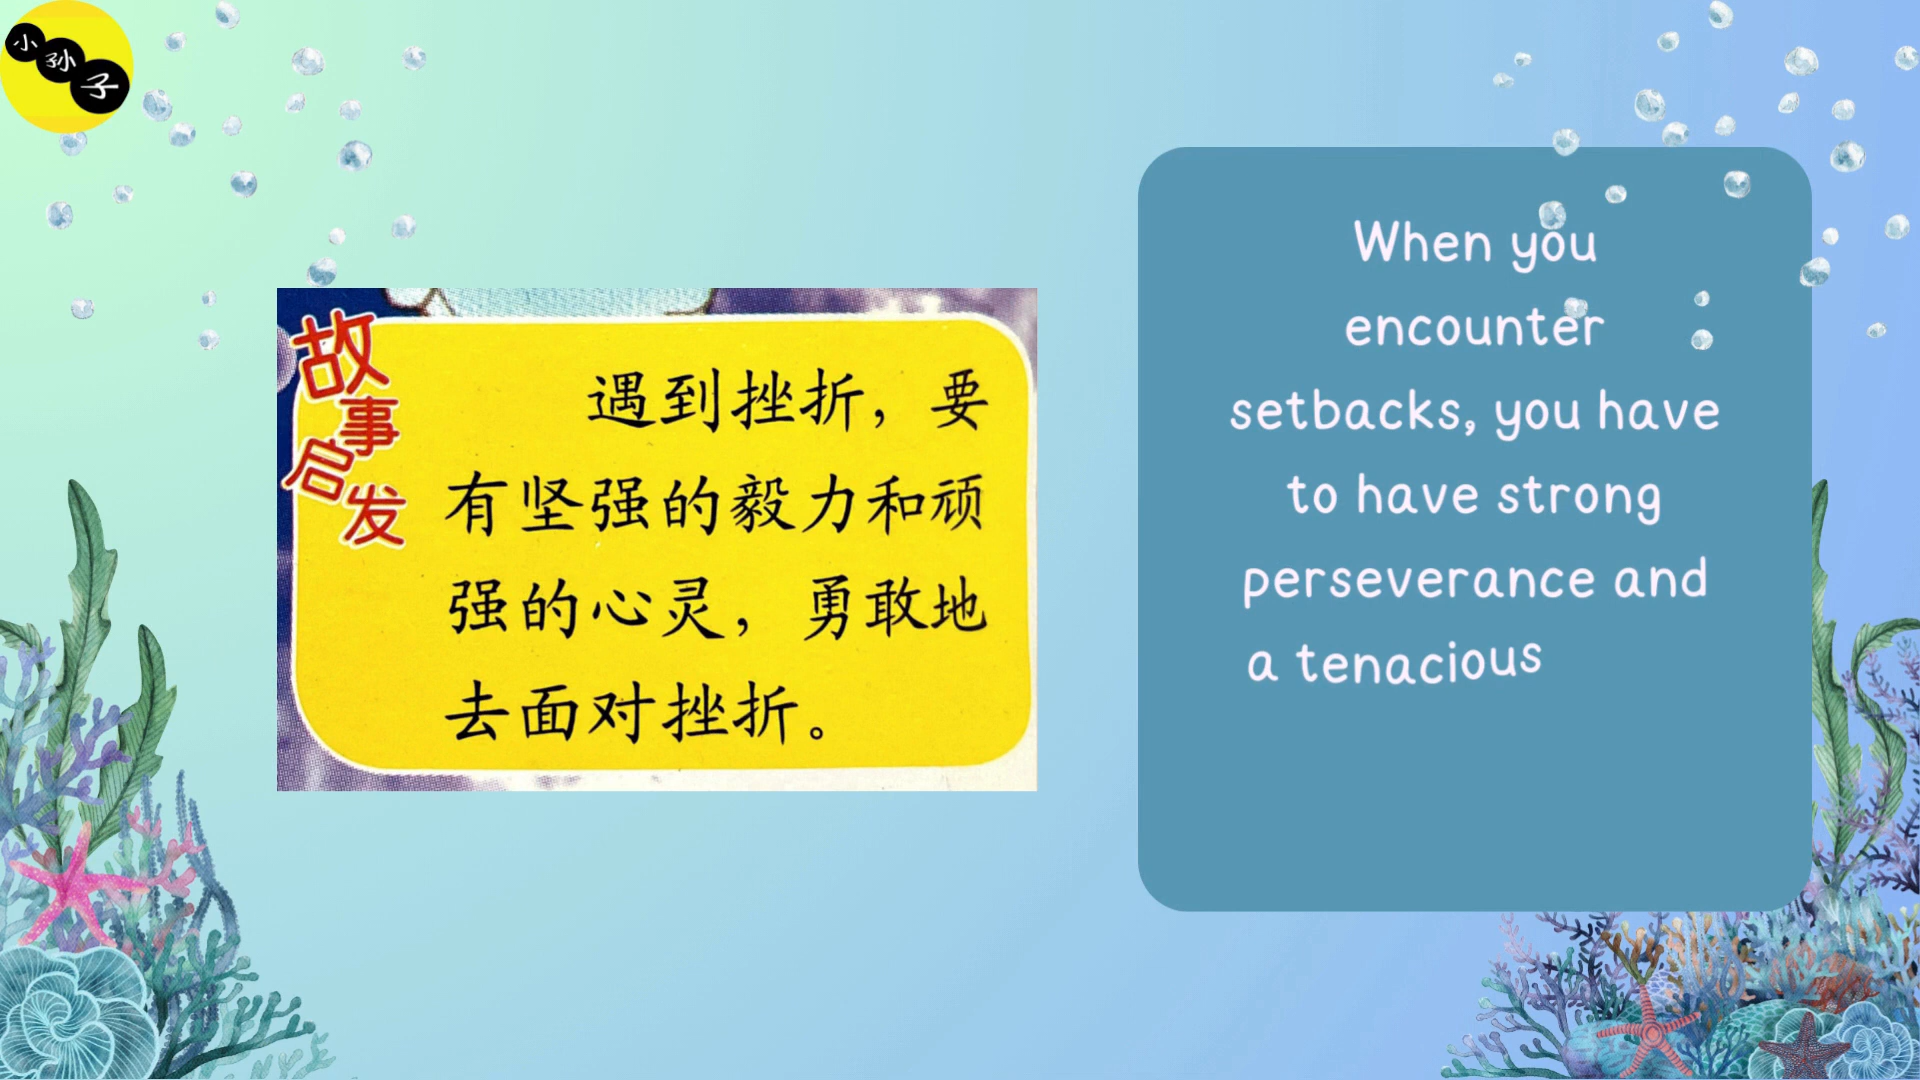 小孙子
故事启发
遇到挫折，要
有坚强的毅力和顽
强的心灵，勇敢地
去面对挫折。
When you
encounter
setbacks, you have
to have strong
perseverance and
a tenacious